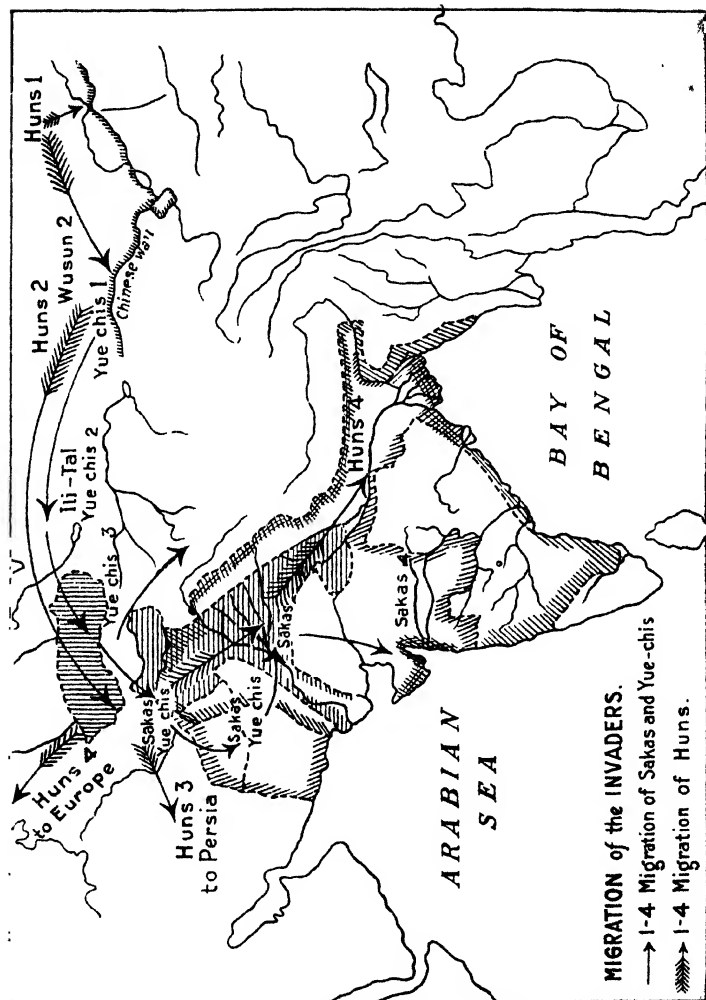 Huns 1
Huns 2
Wusun 2
Yue chis 1
Chinese wall
Ili-Tal
Yue chis 2
Yue chis 3
Huns 4
to Europe
Sakas
Yue chis
Huns 3
to Persia
Sakas
Yue chis
Sakas
Huns 4
Sakas 4
ARABIAN
SEA
BAY OF
BENGAL
MIGRATION of the INVADERS.
1-4 Migration of Sakas and Yue-chis
1-4 Migration of Huns.